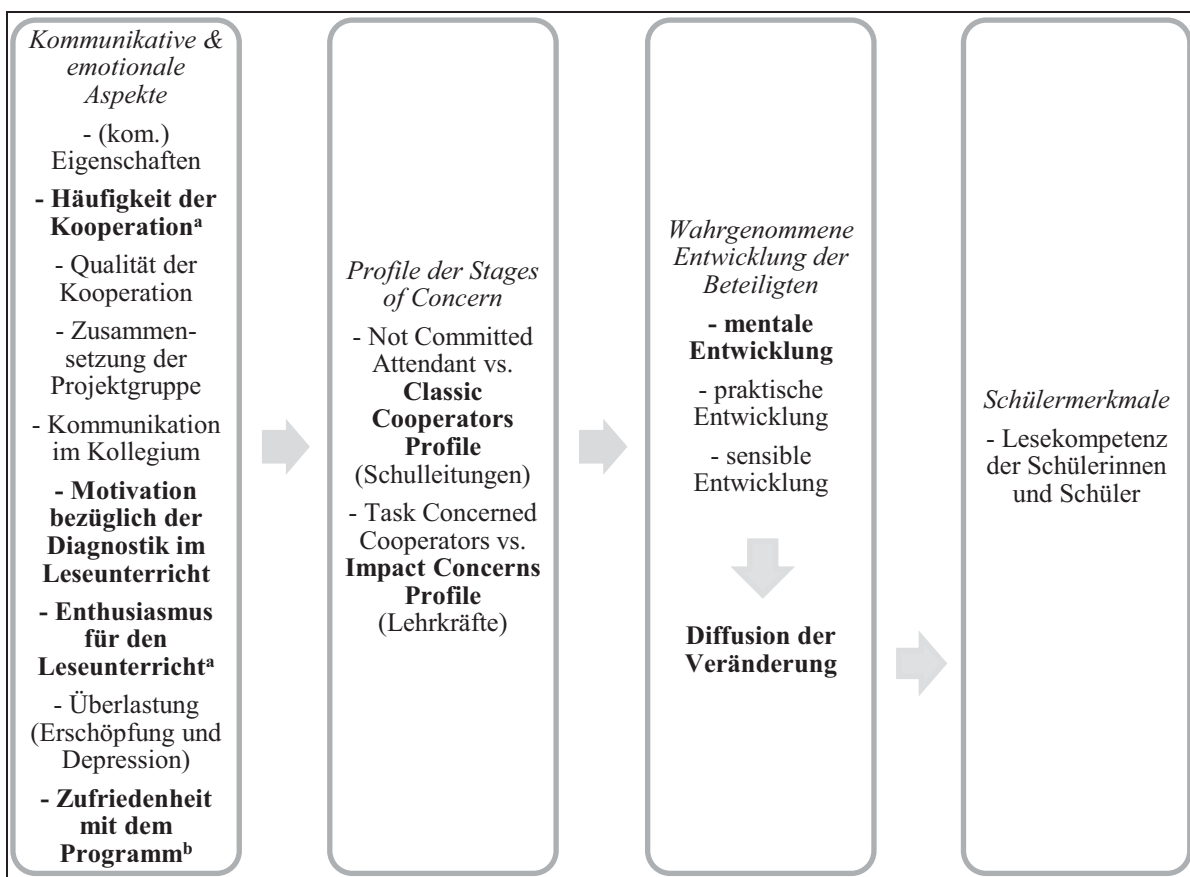 Kommunikative &
emotionale
Aspekte
- (kom.)
Eigenschaften
- Häufigkeit der
Kooperationᵃ
- Qualität der
Kooperation
- Zusammen-
setzung der
Projektgruppe
- Kommunikation
im Kollegium
- Motivation
bezüglich der
Diagnostik im
Leseunterricht
- Enthusiasmus
für den
Leseunterrichtᵃ
- Überlastung
(Erschöpfung und
Depression)
- Zufriedenheit
mit dem
Programmᵇ
Profile der Stages
of Concern
- Not Committed
Attendant vs.
Classic
Cooperators
Profile
(Schulleitungen)
- Task Concerned
Cooperators vs.
Impact Concerns
Profile
(Lehrkräfte)
Wahrgenommene
Entwicklung der
Beteiligten
- mentale
Entwicklung
- praktische
Entwicklung
- sensible
Entwicklung
Diffusion der
Veränderung
Schülermerkmale
- Lesekompetenz
der Schülerinnen
und Schüler